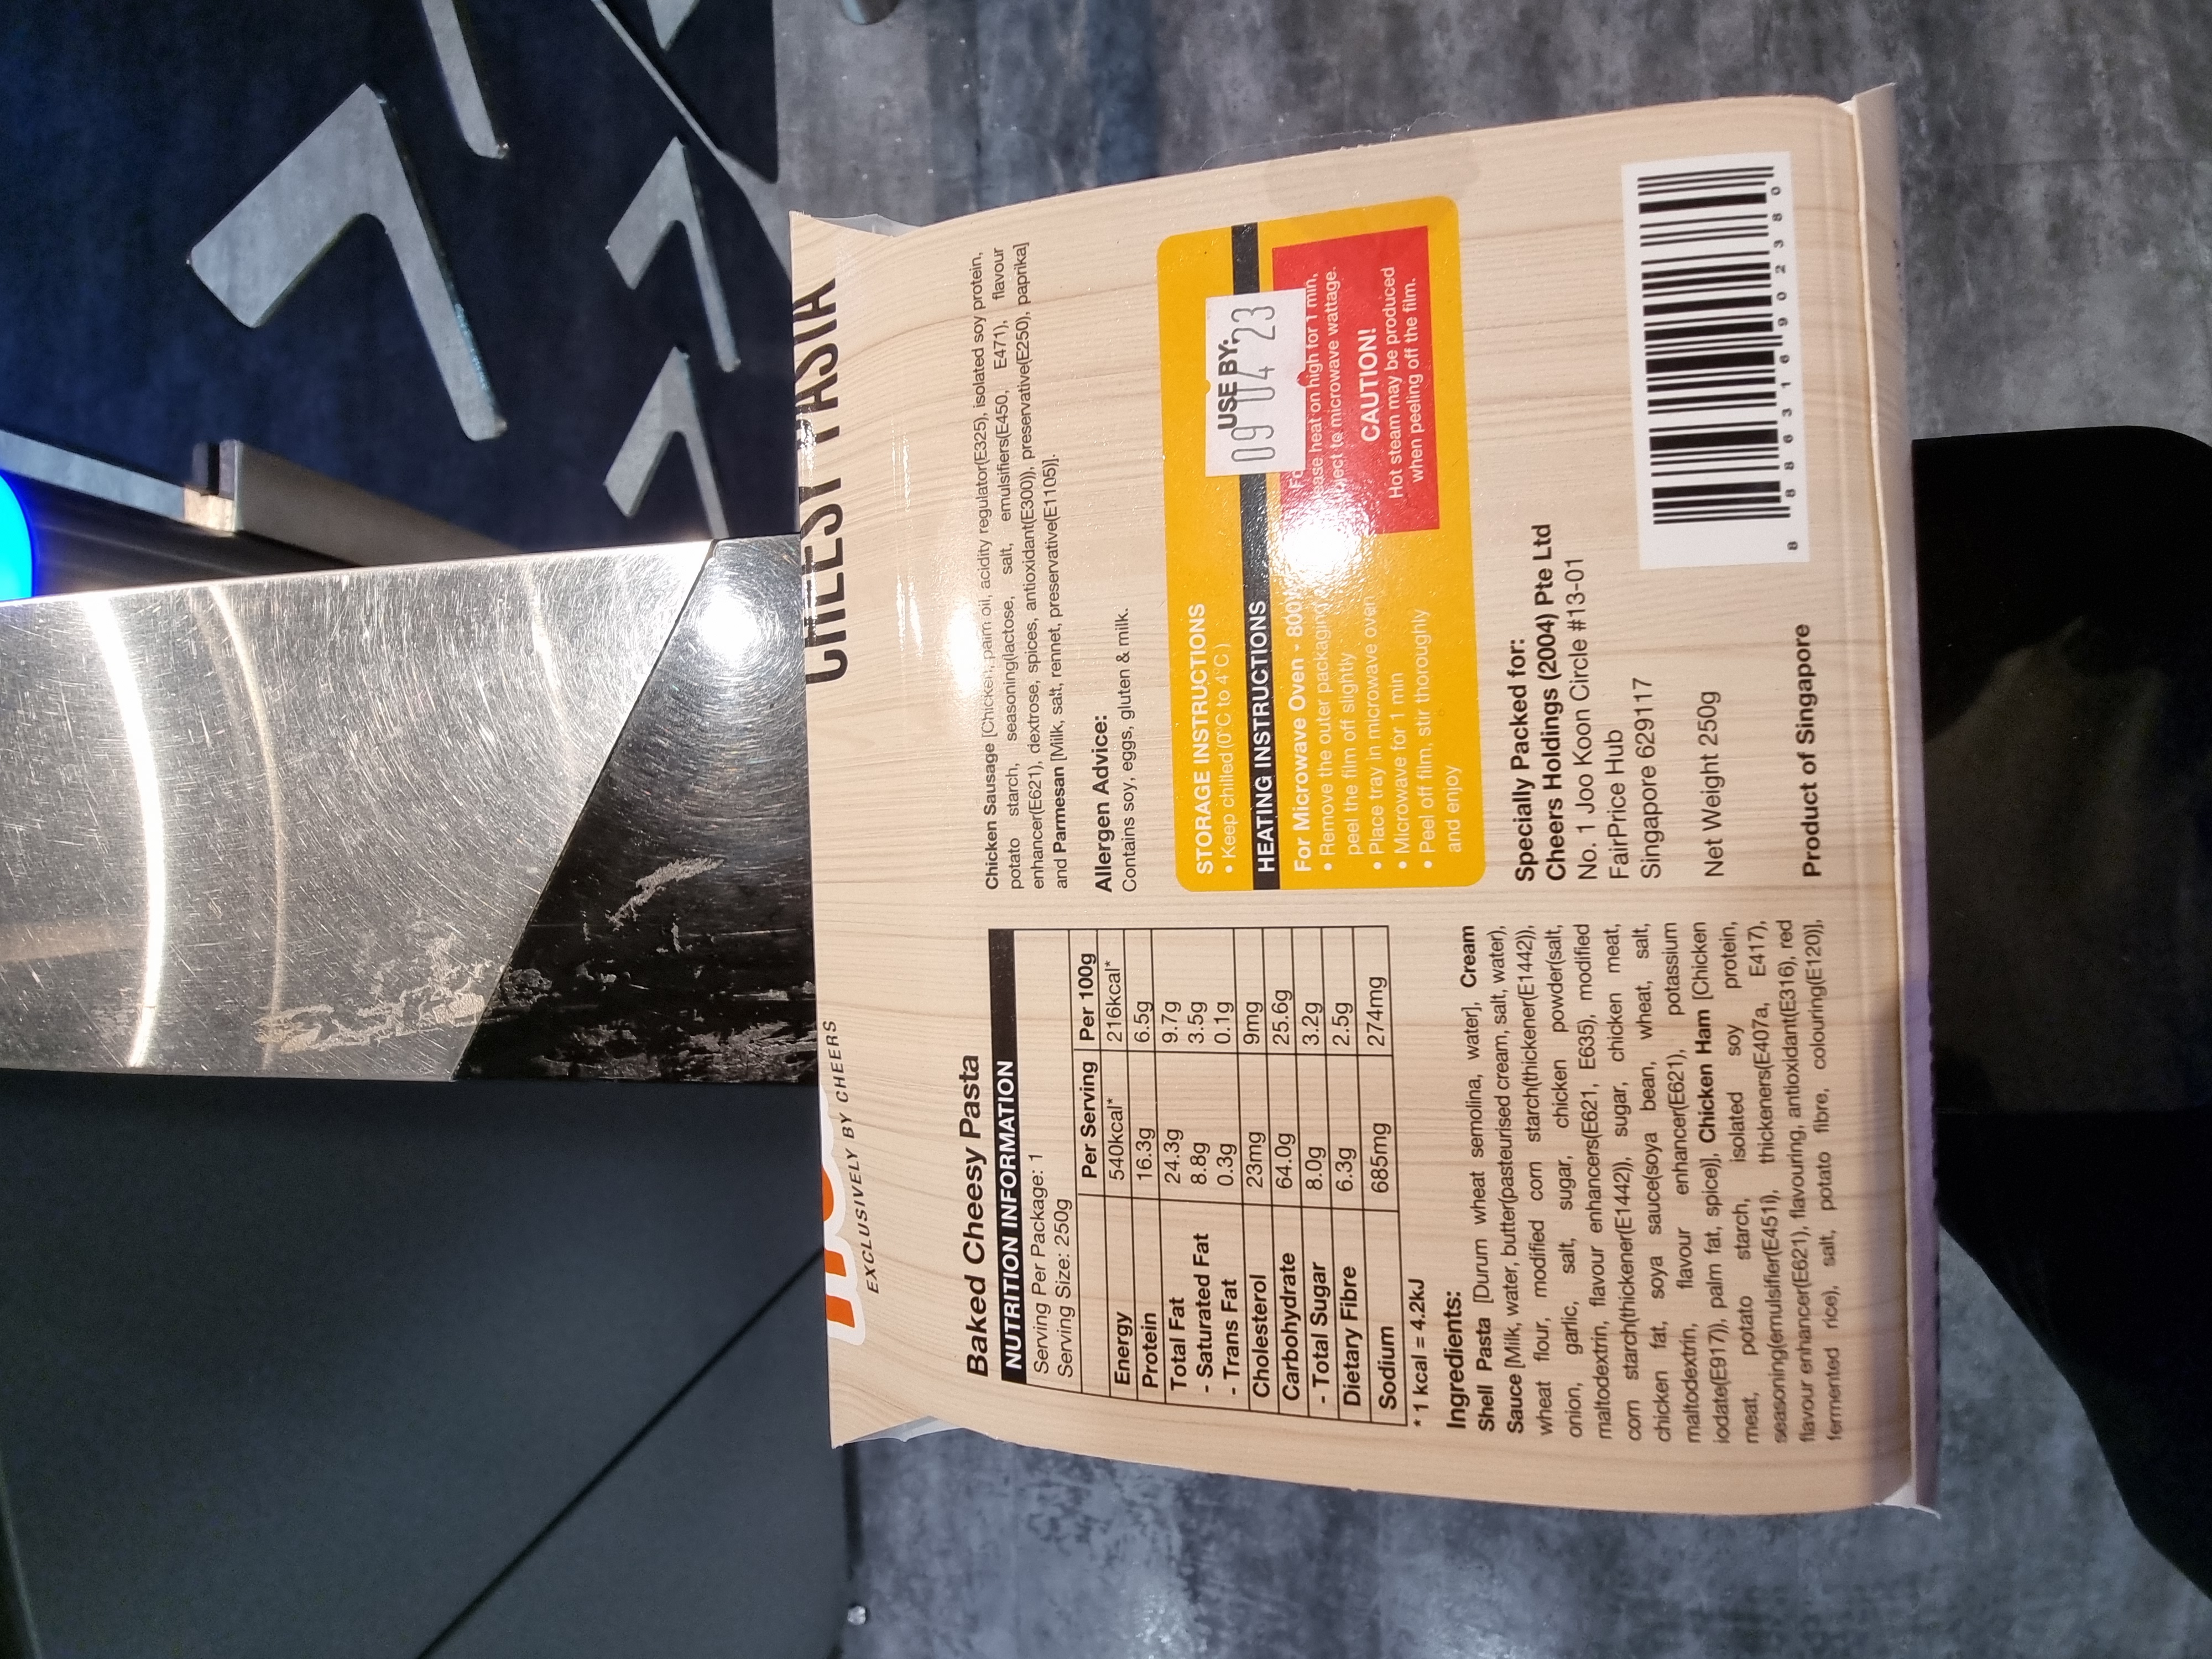 EXCLUSIVELY BY CHEERS
CHEESY PASTA
Baked Cheesy Pasta
NUTRITION INFORMATION
Serving Per Package: 1
Serving Size: 250g
Per Serving Per 100g
Energy 540kcal* 216kcal*
Protein 16.3g 6.5g
Total Fat 24.3g 9.7g
- Saturated Fat 8.8g 3.5g
- Trans Fat 0.3g 0.1g
Cholesterol 23mg 9mg
Carbohydrate 64.0g 25.6g
- Total Sugar 8.0g 3.2g
Dietary Fibre 6.3g 2.5g
Sodium 685mg 274mg
* 1 kcal = 4.2kJ
Ingredients:
Shell Pasta [Durum wheat semolina, water], Cream
Sauce [Milk, water, butter(pasteurised cream, salt, water),
wheat flour, modified corn starch(thickener(E1442)),
onion, garlic, salt, sugar, chicken powder(salt,
maltodextrin, flavour enhancers(E621, E635), modified
corn starch(thickener(E1442)), sugar, chicken meat,
chicken fat, soya sauce(soya bean, wheat, salt,
maltodextrin, flavour enhancer(E621), potassium
iodate(E917)), palm fat, spice)], Chicken Ham [Chicken
meat, potato starch, isolated soy protein,
seasoning(emulsifier(E451i), thickeners(E407a, E417),
flavour enhancer(E621), flavouring, antioxidant(E316), red
fermented rice), salt, potato fibre, colouring(E120)],
Chicken Sausage [Chicken, palm oil, acidity regulator(E325), isolated soy protein,
potato starch, seasoning(lactose, salt, emulsifiers(E450, E471), flavour
enhancer(E621), dextrose, spices, antioxidant(E300)), preservative(E250), paprika]
and Parmesan [Milk, salt, rennet, preservative(E1105)].
Allergen Advice:
Contains soy, eggs, gluten & milk.
STORAGE INSTRUCTIONS
• Keep chilled (0°C to 4°C)
USE BY:
09 04 23
HEATING INSTRUCTIONS
For Microwave Oven - 800W
• Remove the outer packaging
peel the film off slightly
• Place tray in microwave oven
• Microwave for 1 min
• Peel off film, stir thoroughly
and enjoy
heat on high for 1 min,
to microwave wattage.
CAUTION!
Hot steam may be produced
when peeling off the film.
Specially Packed for:
Cheers Holdings (2004) Pte Ltd
No. 1 Joo Koon Circle #13-01
FairPrice Hub
Singapore 629117
Net Weight 250g
Product of Singapore
8 886316 902380